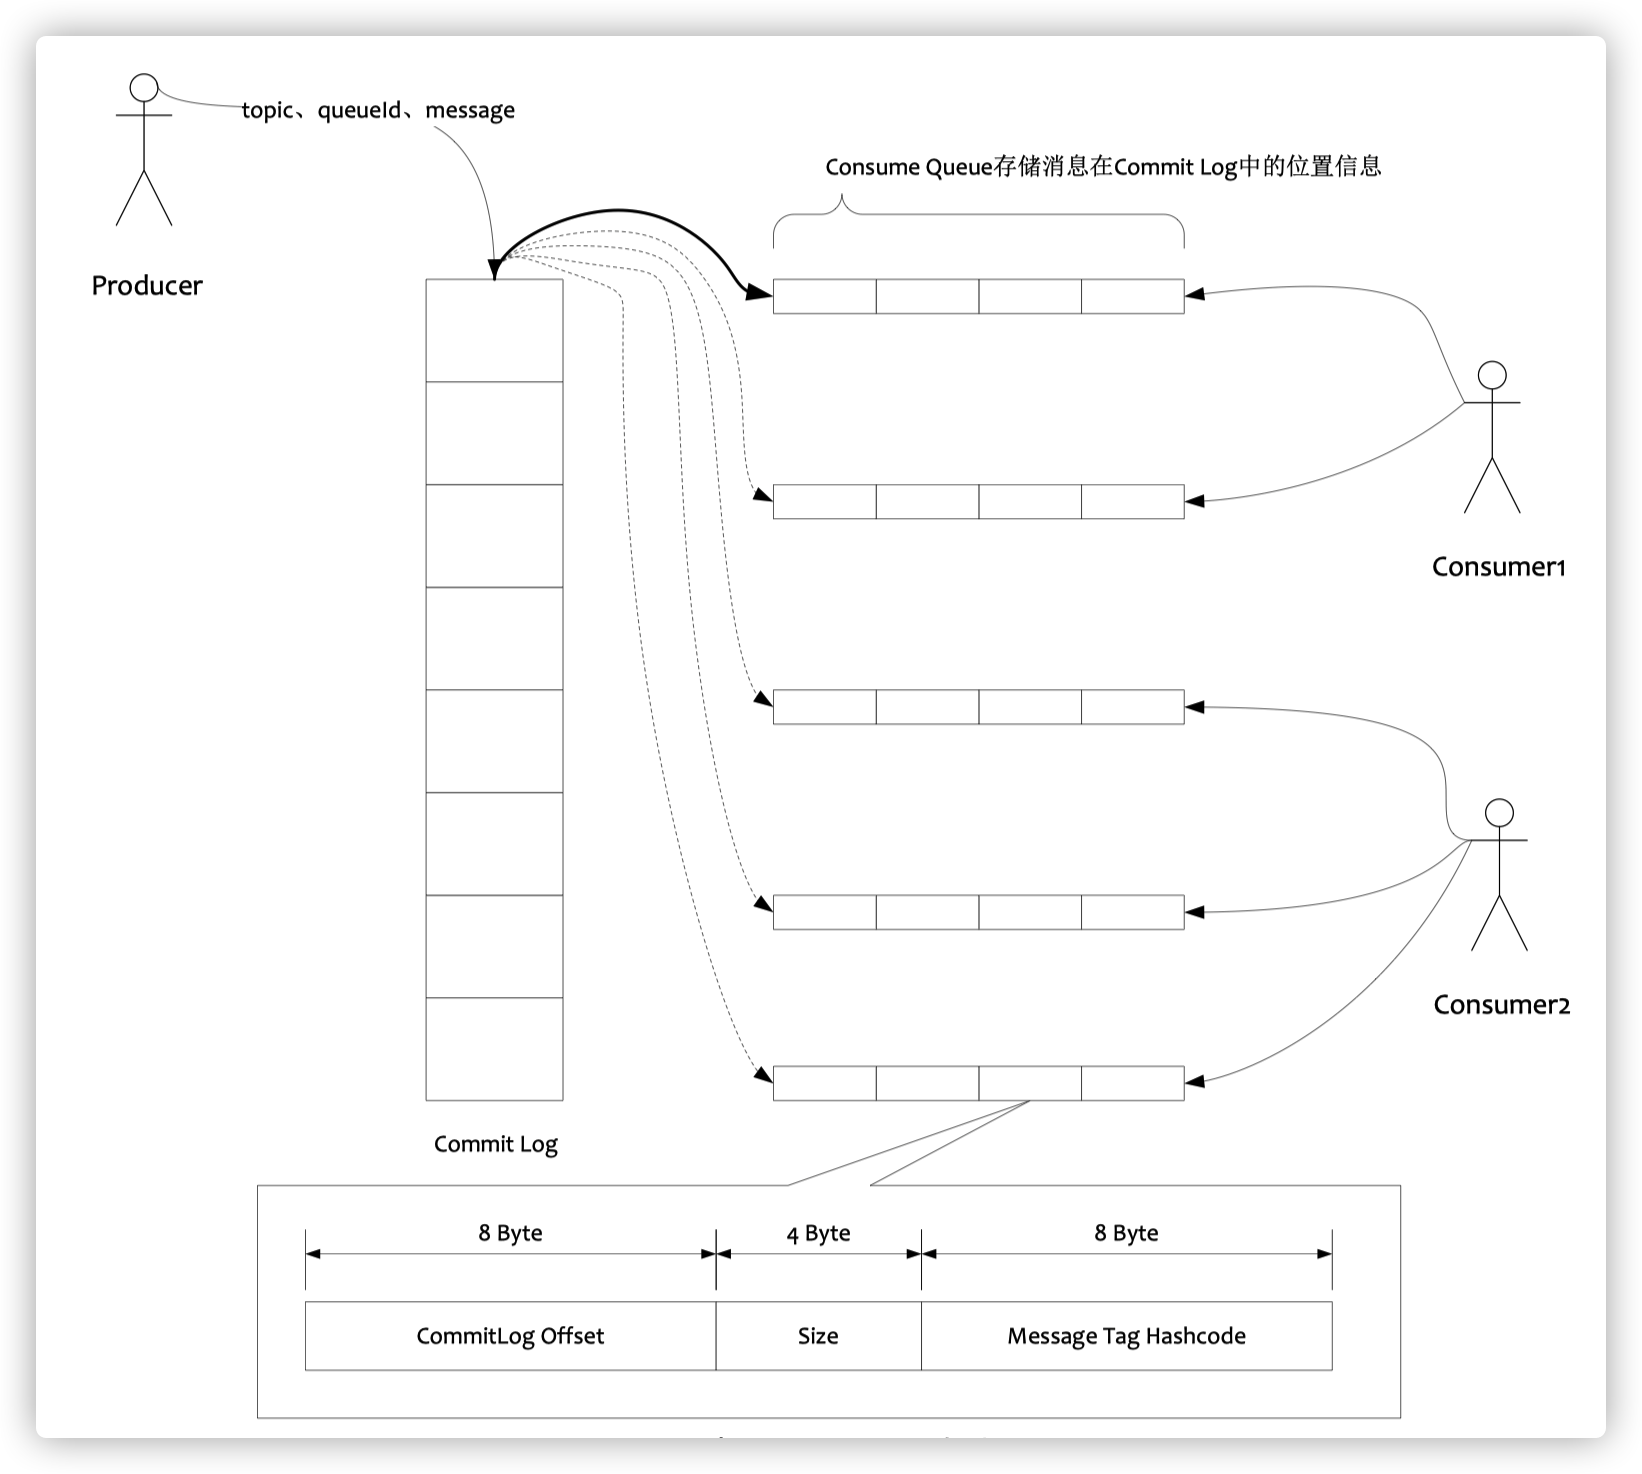 topic、queueId、message
Consume Queue存储消息在Commit Log中的位置信息
Producer
Consumer1
Consumer2
Commit Log
8 Byte
4 Byte
8 Byte
CommitLog Offset
Size
Message Tag Hashcode